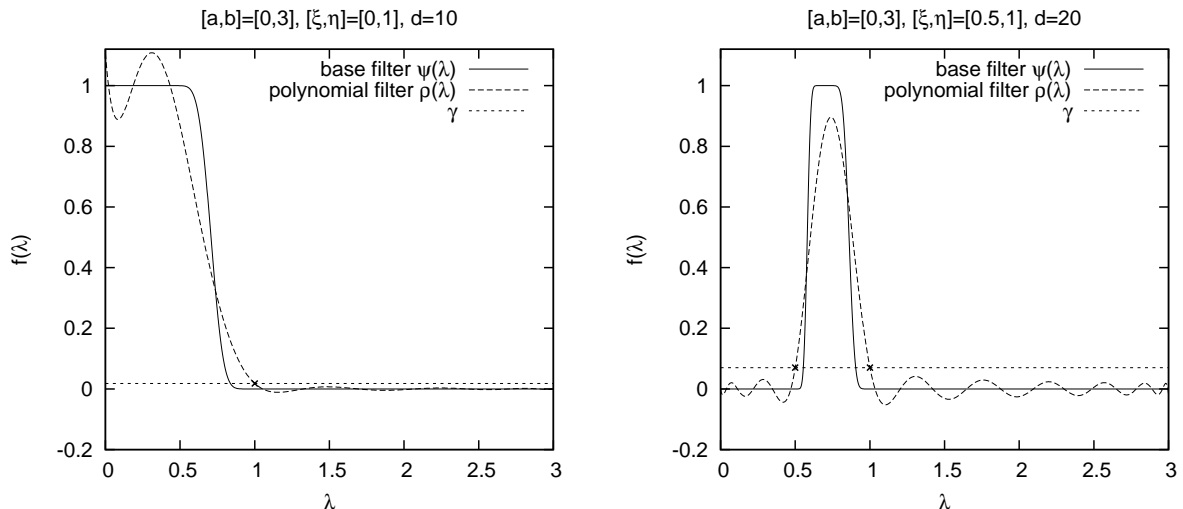 [a,b]=[0,3], [ξ,η]=[0,1], d=10
base filter ψ(λ)
polynomial filter ρ(λ)
γ
1
0.8
0.6
0.4
0.2
0
-0.2
f(λ)
0 0.5 1 1.5 2 2.5 3
λ
[a,b]=[0,3], [ξ,η]=[0.5,1], d=20
base filter ψ(λ)
polynomial filter ρ(λ)
γ
1
0.8
0.6
0.4
0.2
0
-0.2
f(λ)
0 0.5 1 1.5 2 2.5 3
λ